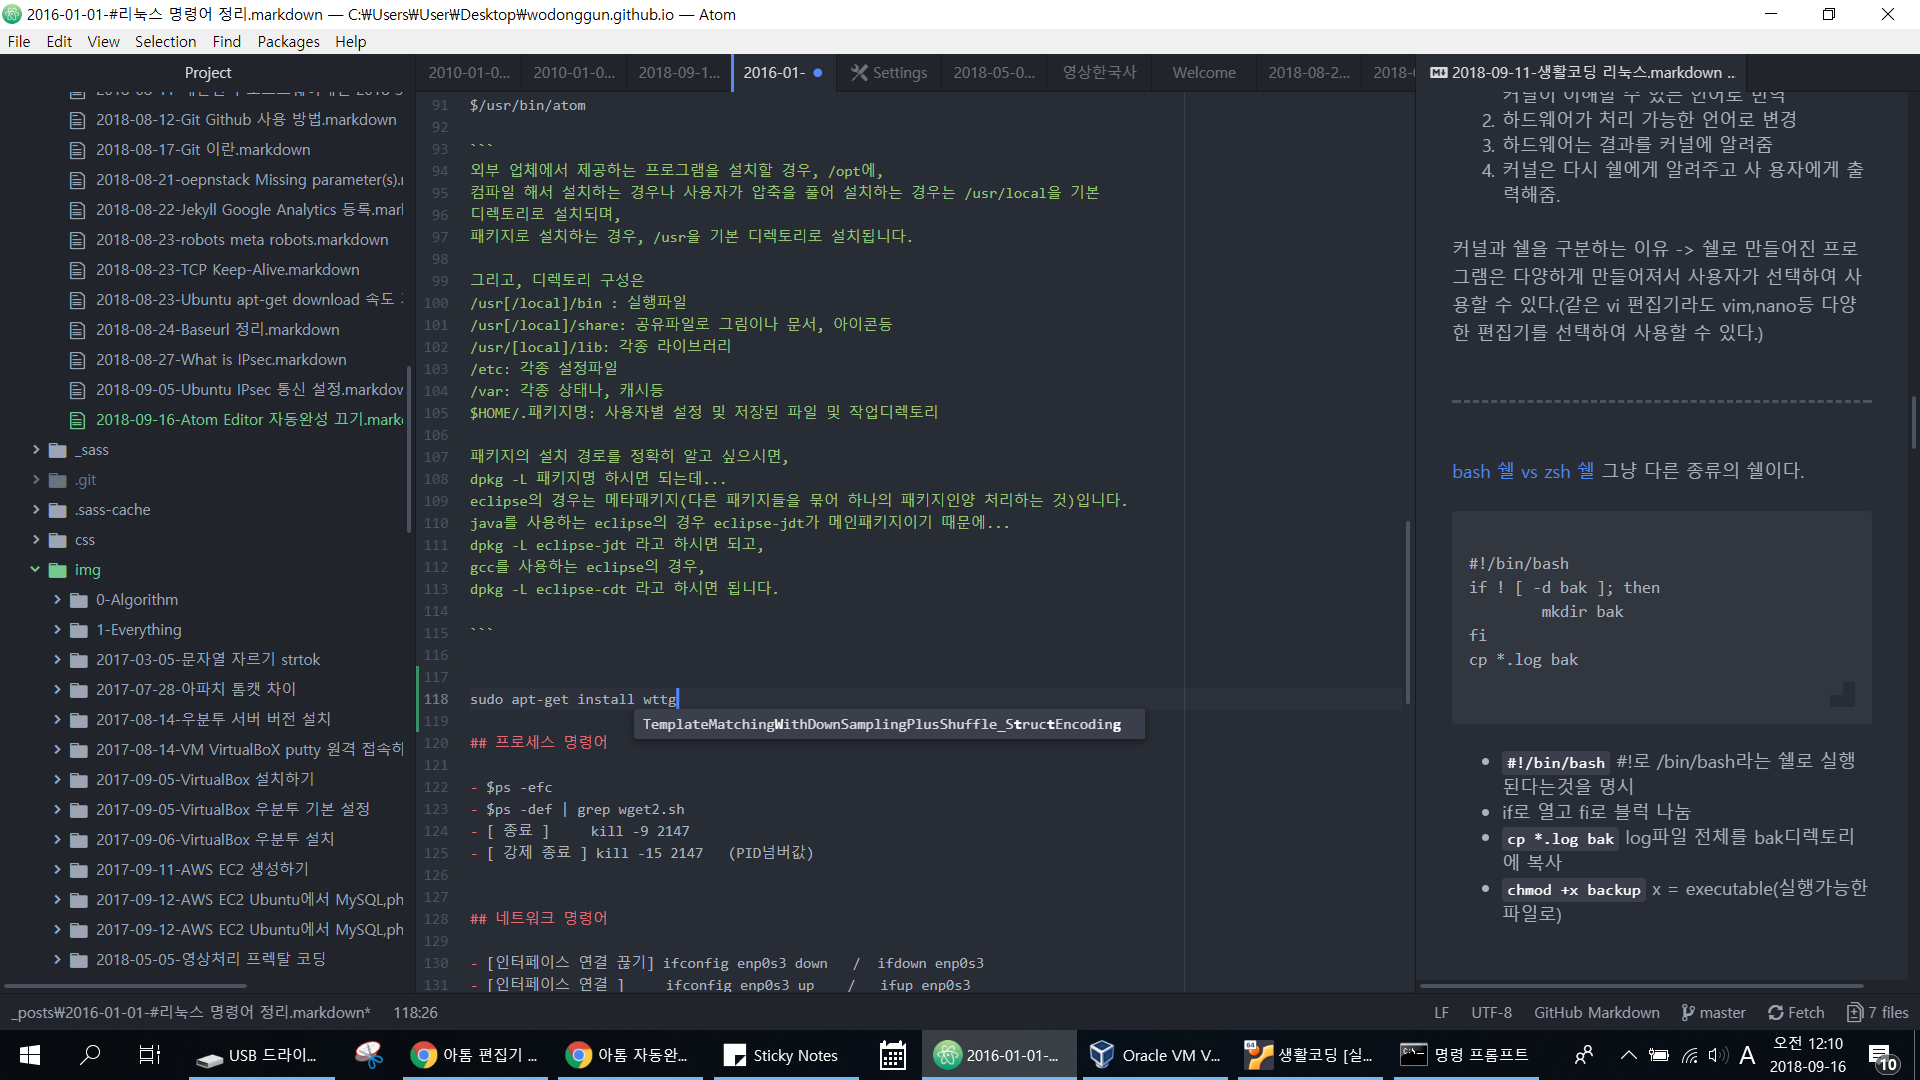 2016-01-01-#리눅스 명령어 정리.markdown — C:₩Users₩User₩Desktop₩wodonggun.github.io — Atom
File Edit View Selection Find Packages Help
Project
2018-08-12-Git Github 사용 방법.markdown
2018-08-17-Git 이란.markdown
2018-08-21-oepnstack Missing parameter(s).
2018-08-22-Jekyll Google Analytics 등록.mar
2018-08-23-robots meta robots.markdown
2018-08-23-TCP Keep-Alive.markdown
2018-08-23-Ubuntu apt-get download 속도
2018-08-24-Baseurl 정리.markdown
2018-08-27-What is IPsec.markdown
2018-09-05-Ubuntu IPsec 통신 설정.markdov
2018-09-16-Atom Editor 자동완성 끄기.mark
_sass
.git
.sass-cache
css
img
0-Algorithm
1-Everything
2017-03-05-문자열 자르기 strtok
2017-07-28-아파치 톰캣 차이
2017-08-14-우분투 서버 버전 설치
2017-08-14-VM VirtualBoX putty 원격 접속하
2017-09-05-VirtualBox 설치하기
2017-09-05-VirtualBox 우분투 기본 설정
2017-09-06-VirtualBox 우분투 설치
2017-09-11-AWS EC2 생성하기
2017-09-12-AWS EC2 Ubuntu에서 MySQL,ph
2017-09-12-AWS EC2 Ubuntu에서 MySQL,ph
2018-05-05-영상처리 프렉탈 코딩
2010-01-0... 2010-01-0... 2018-09-1... 2016-01- Settings 2018-05-0... 영상한국사 Welcome 2018-08-2... 2018-0
91 $/usr/bin/atom
92
93 ```
94 외부 업체에서 제공하는 프로그램을 설치할 경우, /opt에,
95 컴파일 해서 설치하는 경우나 사용자가 압축을 풀어 설치하는 경우는 /usr/local을 기본
96 디렉토리로 설치되며,
97 패키지로 설치하는 경우, /usr을 기본 디렉토리로 설치됩니다.
98
99 그리고, 디렉토리 구성은
100 /usr[/local]/bin : 실행파일
101 /usr[/local]/share: 공유파일로 그림이나 문서, 아이콘등
102 /usr/[local]/lib: 각종 라이브러리
103 /etc: 각종 설정파일
104 /var: 각종 상태나, 캐시등
105 $HOME/.패키지명: 사용자별 설정 및 저장된 파일 및 작업디렉토리
106
107 패키지의 설치 경로를 정확히 알고 싶으시면,
108 dpkg -L 패키지명 하시면 되는데...
109 eclipse의 경우는 메타패키지(다른 패키지들을 묶어 하나의 패키지인양 처리하는 것)입니다.
110 java를 사용하는 eclipse의 경우 eclipse-jdt가 메인패키지이기 때문에...
111 dpkg -L eclipse-jdt 라고 하시면 되고,
112 gcc를 사용하는 eclipse의 경우,
113 dpkg -L eclipse-cdt 라고 하시면 됩니다.
114
115 ```
116
117
118 sudo apt-get install wttg
119 TemplateMatchingWithDownSamplingPlusShuffle_StructEncoding
120 ## 프로세스 명령어
121
122 - $ps -efc
123 - $ps -def | grep wget2.sh
124 - [ 종료 ] kill -9 2147
125 - [ 강제 종료 ] kill -15 2147 (PID넘버값)
126
127
128 ## 네트워크 명령어
129
130 - [인터페이스 연결 끊기] ifconfig enp0s3 down / ifdown enp0s3
131 - [인터페이스 연결 ] ifconfig enp0s3 up / ifup enp0s3
2018-09-11-생활코딩 리눅스.markdown ...
커널이 이해할 수 있는 언어로 번역
2. 하드웨어가 처리 가능한 언어로 변경
3. 하드웨어는 결과를 커널에 알려줌
4. 커널은 다시 쉘에게 알려주고 사 용자에게 출
력해줌.
커널과 쉘을 구분하는 이유 -> 쉘로 만들어진 프로
그램은 다양하게 만들어져서 사용자가 선택하여 사
용할 수 있다.(같은 vi 편집기라도 vim,nano등 다양
한 편집기를 선택하여 사용할 수 있다.)
bash 쉘 vs zsh 쉘 그냥 다른 종류의 쉘이다.
#!/bin/bash
if ! [ -d bak ]; then
mkdir bak
fi
cp *.log bak
#!/bin/bash #!로 /bin/bash라는 쉘로 실행
된다는것을 명시
if로 열고 fi로 블럭 나눔
cp *.log bak log파일 전체를 bak디렉토리
에 복사
chmod +x backup x = executable(실행가능한
파일로)
_posts₩2016-01-01-#리눅스 명령어 정리.markdown* 118:26 LF UTF-8 GitHub Markdown master Fetch 7 files
USB 드라이... 아톰 편집기 ... 아톰 자동완... Sticky Notes 2016-01-01-... Oracle VM V... 생활코딩 [실... 명령 프롬프트 A 오전 12:10
2018-09-16 10